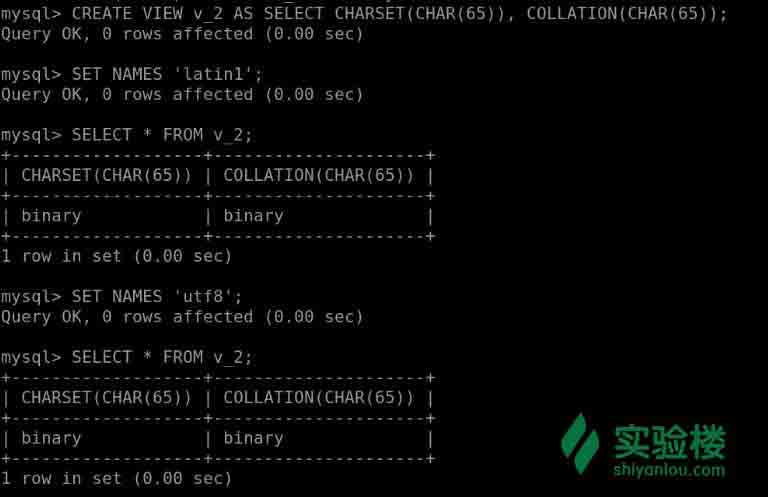 mysql> CREATE VIEW v_2 AS SELECT CHARSET(CHAR(65)), COLLATION(CHAR(65));
Query OK, 0 rows affected (0.00 sec)
mysql> SET NAMES 'latin1';
Query OK, 0 rows affected (0.00 sec)
mysql> SELECT * FROM v_2;
+-------------------+---------------------+
| CHARSET(CHAR(65)) | COLLATION(CHAR(65)) |
+-------------------+---------------------+
| binary            | binary              |
+-------------------+---------------------+
1 row in set (0.00 sec)
mysql> SET NAMES 'utf8';
Query OK, 0 rows affected (0.00 sec)
mysql> SELECT * FROM v_2;
+-------------------+---------------------+
| CHARSET(CHAR(65)) | COLLATION(CHAR(65)) |
+-------------------+---------------------+
| binary            | binary              |
+-------------------+---------------------+
1 row in set (0.00 sec)
实验楼
shiyanlou.com